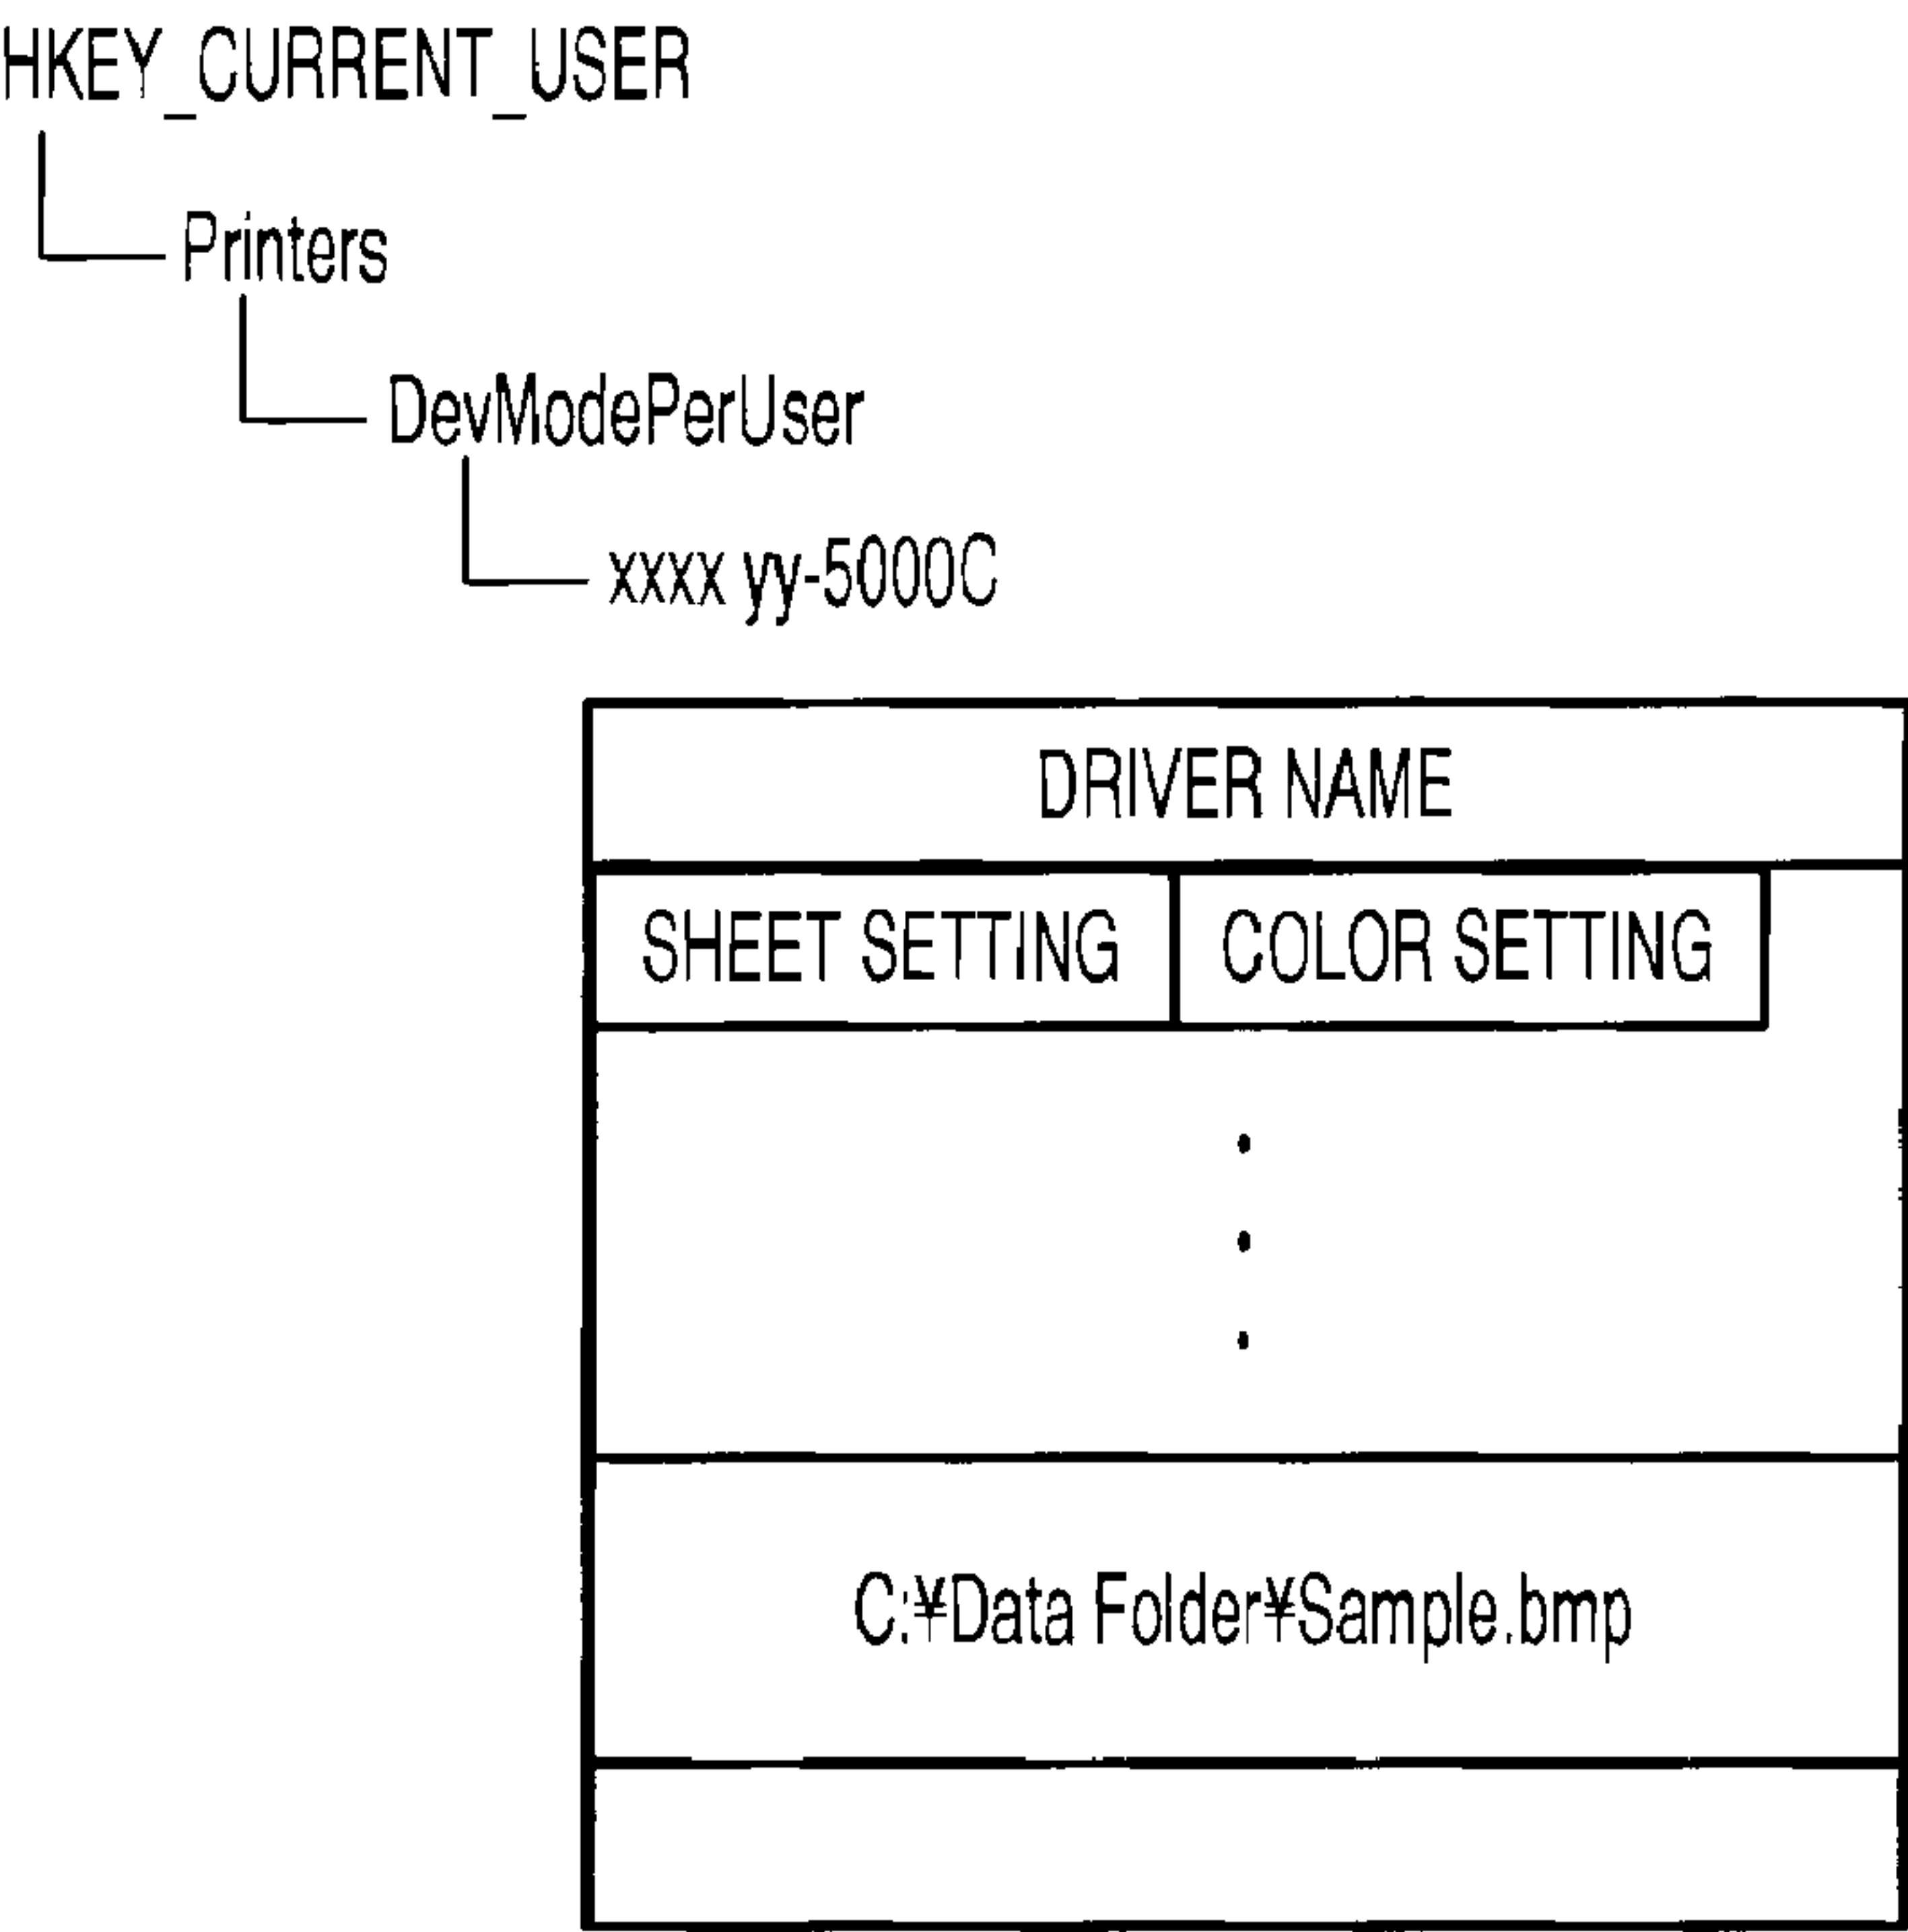 HKEY_CURRENT_USER
Printers
DevModePerUser
xxxx yy-5000C
DRIVER NAME
SHEET SETTING COLOR SETTING
C:¥Data Folder¥Sample.bmp